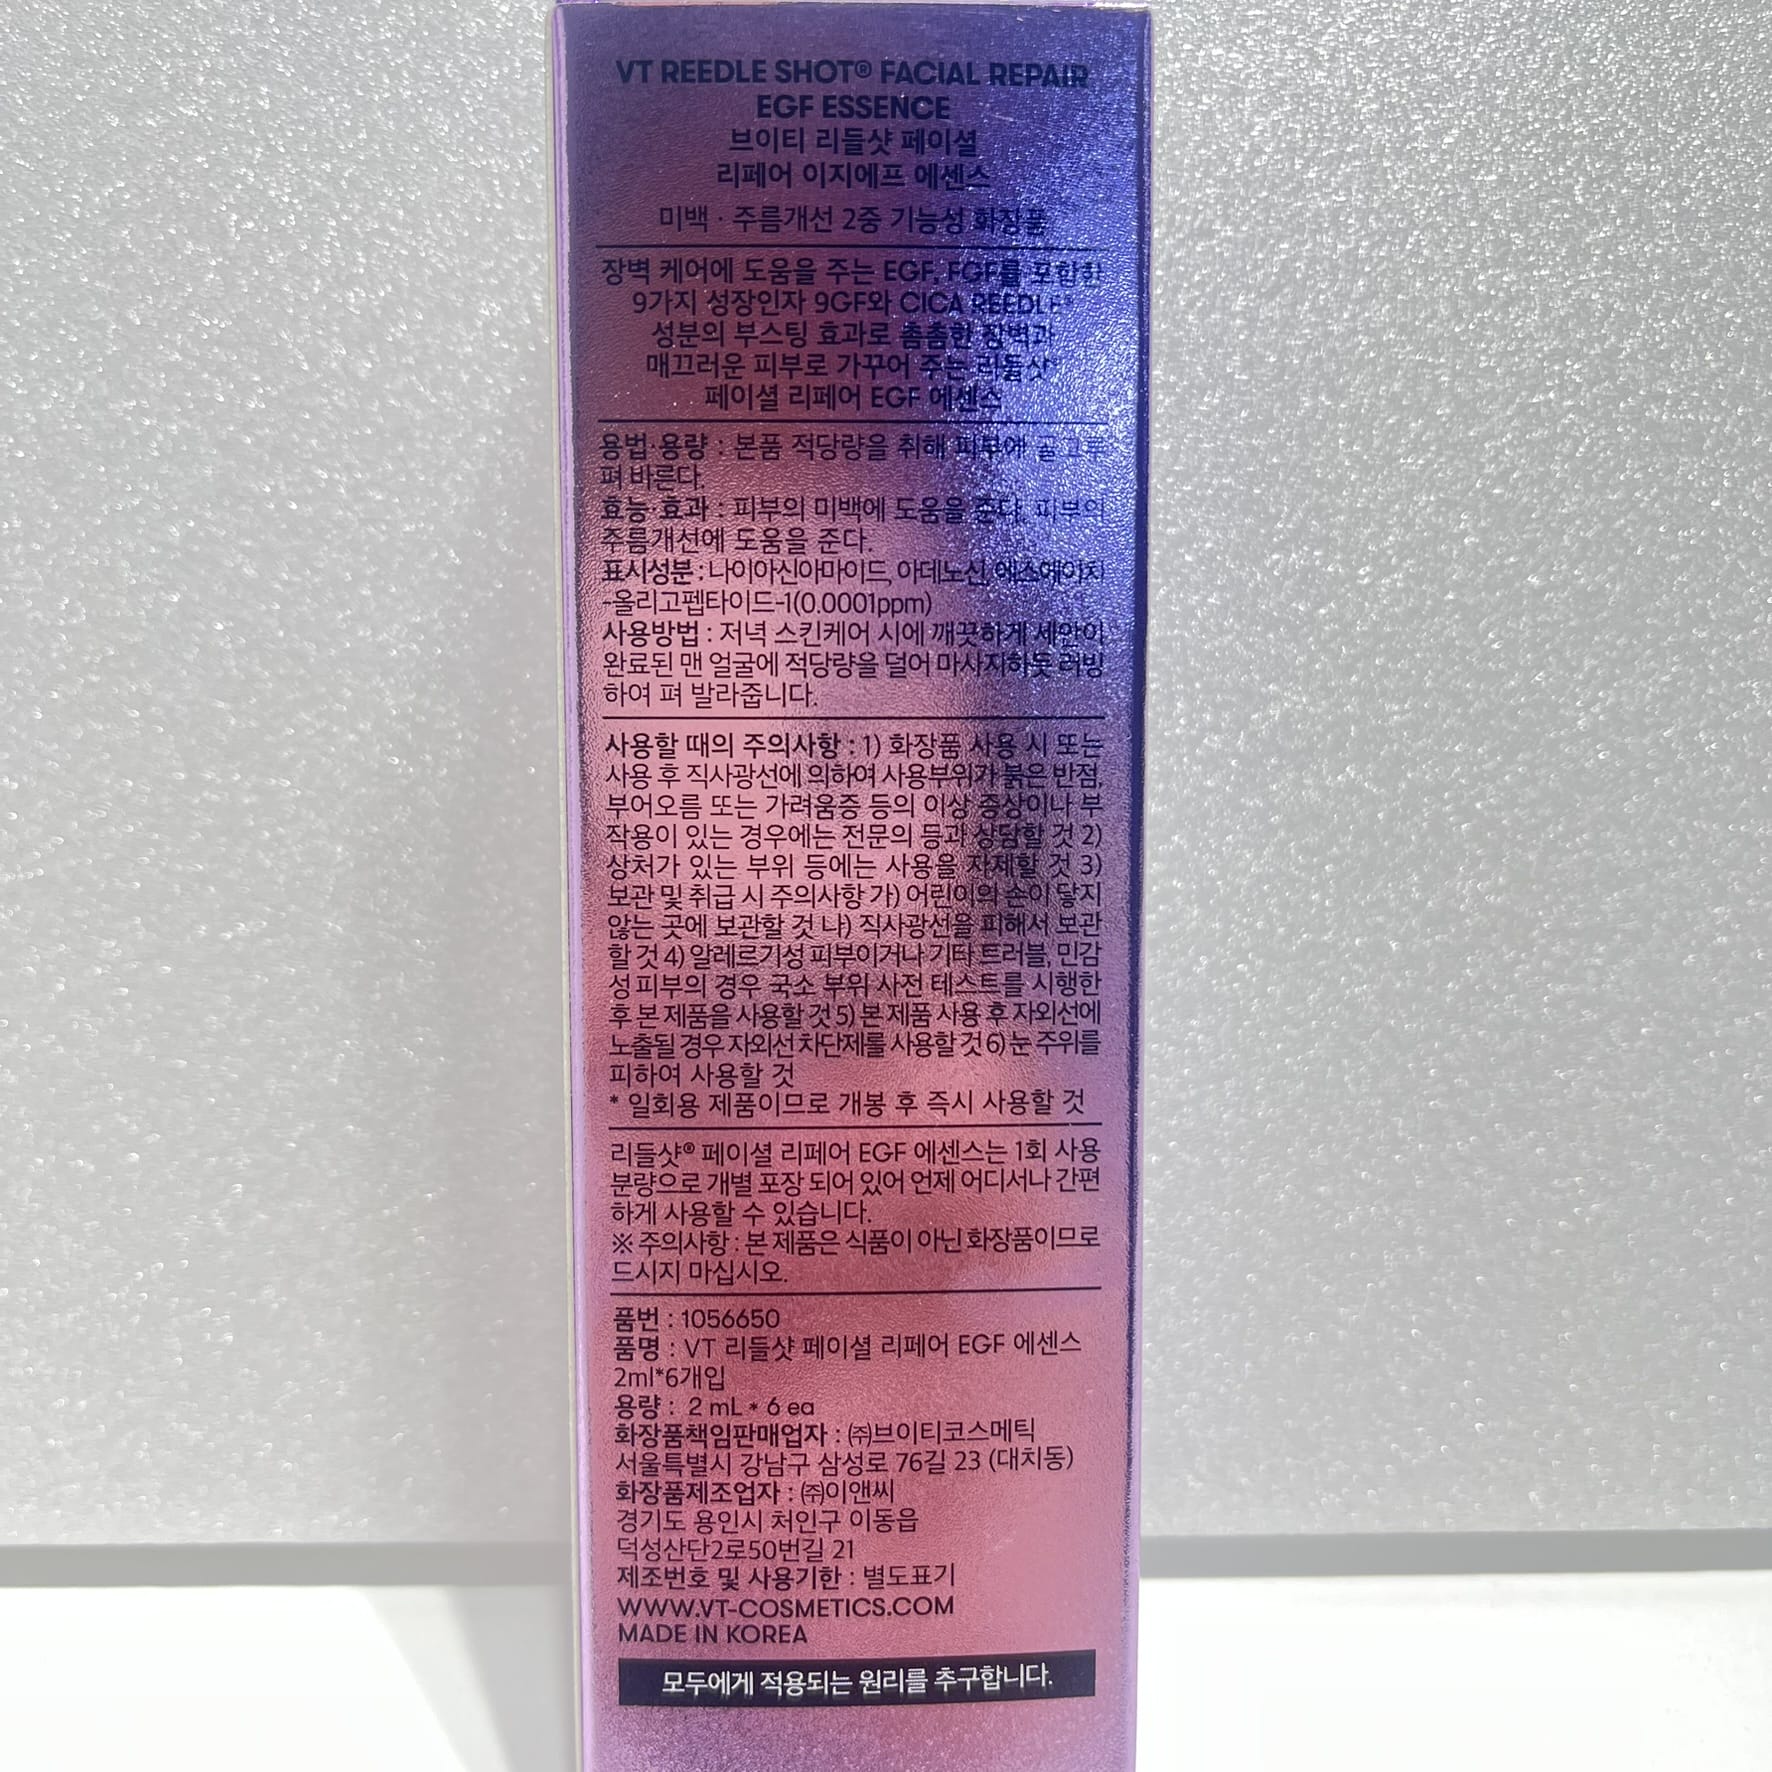 VT REEDLE SHOT® FACIAL REPAIR
EGF ESSENCE
브이티 리들샷 페이셜
리페어 이지에프 에센스
미백 · 주름개선 2중 기능성 화장품
장벽 케어에 도움을 주는 EGF, FGF를 포함한
9가지 성장인자 9GF와 CICA REEDLE®
성분의 부스팅 효과로 촘촘한 장벽과
매끄러운 피부로 가꾸어 주는 리들샷®
페이셜 리페어 EGF 에센스
용법·용량 : 본품 적당량을 취해 피부에 골고루
펴 바른다.
효능·효과 : 피부의 미백에 도움을 준다. 피부의
주름개선에 도움을 준다.
표시성분 : 나이아신아마이드, 아데노신, 에스에이치
-올리고펩타이드-1(0.0001ppm)
사용방법 : 저녁 스킨케어 시에 깨끗하게 세안이
완료된 맨 얼굴에 적당량을 덜어 마사지하듯 러빙
하여 펴 발라줍니다.
사용할 때의 주의사항 : 1) 화장품 사용 시 또는
사용 후 직사광선에 의하여 사용부위가 붉은 반점,
부어오름 또는 가려움증 등의 이상 증상이나 부
작용이 있는 경우에는 전문의 등과 상담할 것 2)
상처가 있는 부위 등에는 사용을 자제할 것 3)
보관 및 취급 시 주의사항 가) 어린이의 손이 닿지
않는 곳에 보관할 것 나) 직사광선을 피해서 보관
할 것 4) 알레르기성 피부이거나 기타 트러블, 민감
성 피부의 경우 국소 부위 사전 테스트를 시행한
후 본 제품을 사용할 것 5) 본 제품 사용 후 자외선에
노출될 경우 자외선 차단제를 사용할 것 6) 눈 주위를
피하여 사용할 것
* 일회용 제품이므로 개봉 후 즉시 사용할 것
리들샷® 페이셜 리페어 EGF 에센스는 1회 사용
분량으로 개별 포장 되어 있어 언제 어디서나 간편
하게 사용할 수 있습니다.
※ 주의사항 : 본 제품은 식품이 아닌 화장품이므로
드시지 마십시오.
품번 : 1056650
품명 : VT 리들샷 페이셜 리페어 EGF 에센스
2ml*6개입
용량 : 2 mL * 6 ea
화장품책임판매업자 : ㈜브이티코스메틱
서울특별시 강남구 삼성로 76길 23 (대치동)
화장품제조업자 : ㈜이앤씨
경기도 용인시 처인구 이동읍
덕성산단2로50번길 21
제조번호 및 사용기한 : 별도표기
WWW.VT-COSMETICS.COM
MADE IN KOREA
모두에게 적용되는 원리를 추구합니다.